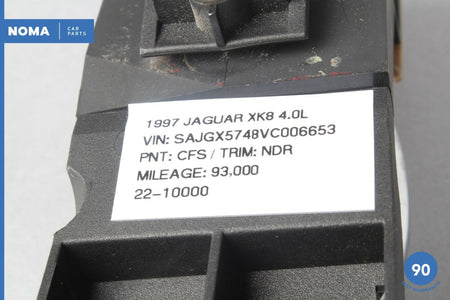 NOMA CAR PARTS
1997 JAGUAR XK8 4.0L
VIN: SAJGX5748VC006653
PNT: CFS / TRIM: NDR
MILEAGE: 93,000
22-10000
90